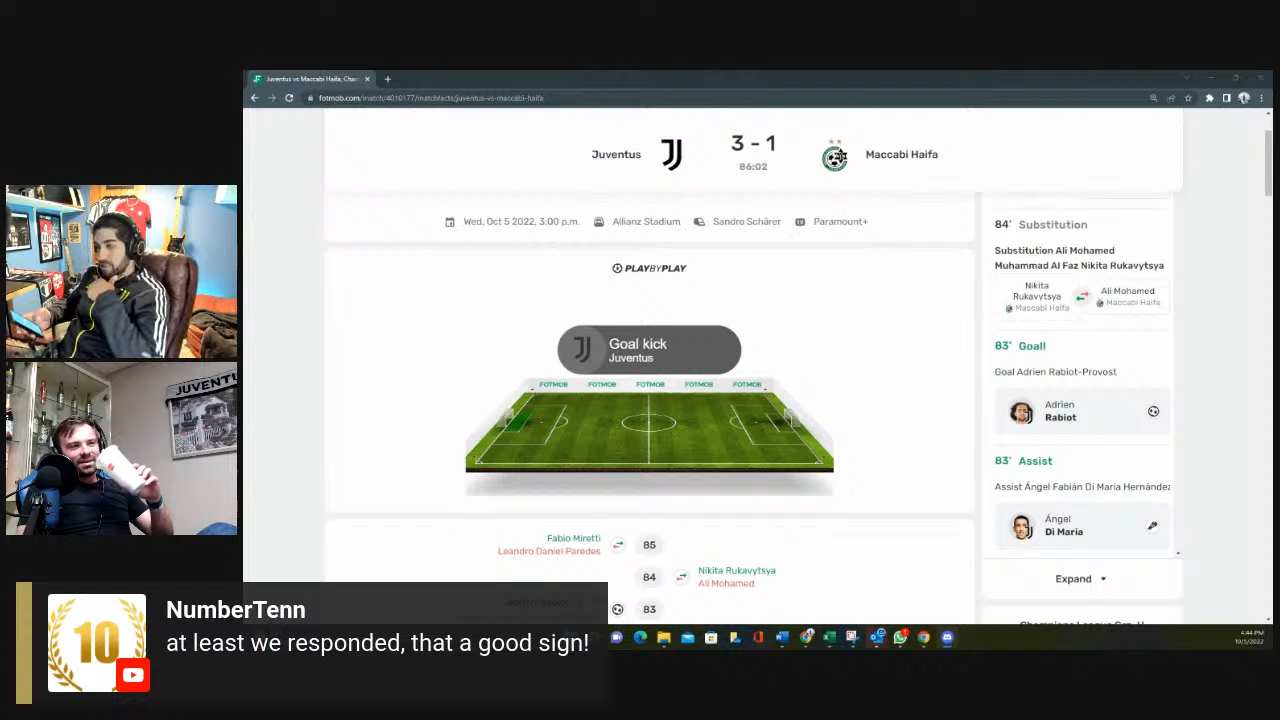 Juventus vs Maccabi Haifa, Cha
fotmob.com/match/4010177/matchfacts/juventus-vs-maccabi-haifa
Juventus
3 - 1
86:02
Maccabi Haifa
Wed, Oct 5 2022, 3:00 p.m.
Allianz Stadium
Sandro Schärer
Paramount+
PLAYBYPLAY
Goal kick
Juventus
FOTMOB FOTMOB FOTMOB FOTMOB FOTMOB
84' Substitution
Substitution Ali Mohamed
Muhammad Al Faz Nikita Rukavytsya
Nikita
Rukavytsya
Maccabi Haifa
Ali Mohamed
Maccabi Haifa
83' Goal!
Goal Adrien Rabiot-Provost
Adrien
Rabiot
83' Assist
Assist Ángel Fabián Di María Hernández
Ángel
Di Maria
Expand
Fabio Miretti
Leandro Daniel Paredes
85
84
Nikita Rukavytsya
Ali Mohamed
83
JUVENTU
NumberTenn
at least we responded, that a good sign!
10
4:44 PM
10/5/2022